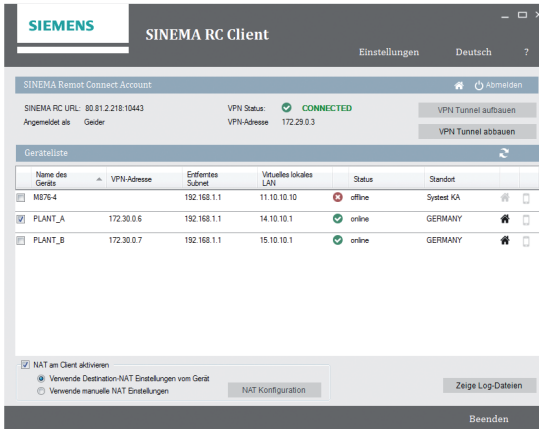 SIEMENS
SINEMA RC Client
Einstellungen Deutsch ?
SINEMA Remot Connect Account Abmelden
SINEMA RC URL: 80.81.2.218:10443 VPN Status: CONNECTED VPN Tunnel aufbauen
Angemeldet als Geider VPN-Adresse 172.29.0.3 VPN Tunnel abbauen
Geräteliste
Name des Geräts VPN-Adresse Entferntes Subnet Virtuelles lokales LAN Status Standort
M876-4 192.168.1.1 11.10.10.10 offline Systest KA
PLANT_A 172.30.0.6 192.168.1.1 14.10.10.1 online GERMANY
PLANT_B 172.30.0.7 192.168.1.1 15.10.10.1 online GERMANY
NAT am Client aktivieren
Verwende Destination-NAT Einstellungen vom Gerät
Verwende manuelle NAT Einstellungen NAT Konfiguration Zeige Log-Dateien
Beenden